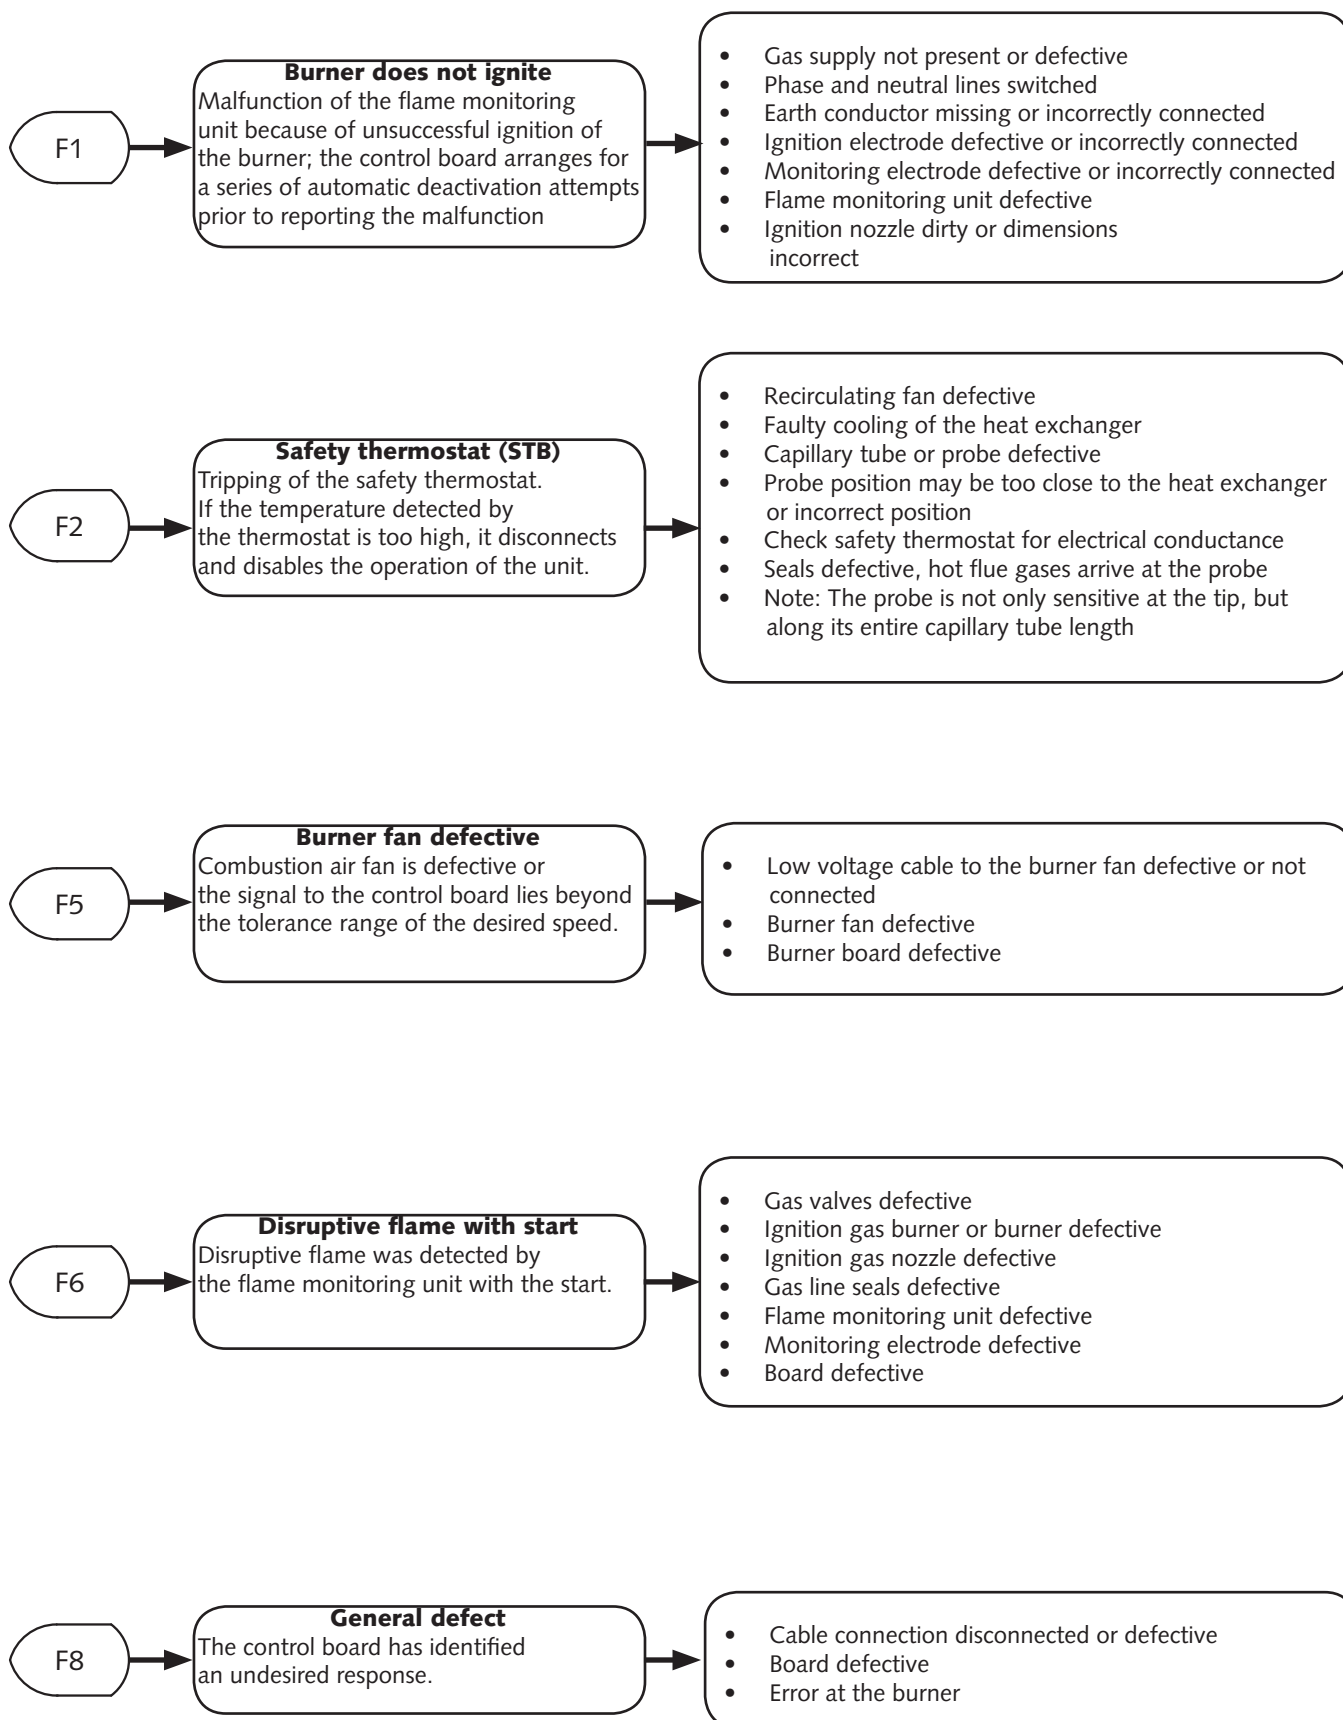 F1
Burner does not ignite
Malfunction of the flame monitoring
unit because of unsuccessful ignition of
the burner; the control board arranges for
a series of automatic deactivation attempts
prior to reporting the malfunction
• Gas supply not present or defective
• Phase and neutral lines switched
• Earth conductor missing or incorrectly connected
• Ignition electrode defective or incorrectly connected
• Monitoring electrode defective or incorrectly connected
• Flame monitoring unit defective
• Ignition nozzle dirty or dimensions
incorrect
F2
Safety thermostat (STB)
Tripping of the safety thermostat.
If the temperature detected by
the thermostat is too high, it disconnects
and disables the operation of the unit.
• Recirculating fan defective
• Faulty cooling of the heat exchanger
• Capillary tube or probe defective
• Probe position may be too close to the heat exchanger
or incorrect position
• Check safety thermostat for electrical conductance
• Seals defective, hot flue gases arrive at the probe
• Note: The probe is not only sensitive at the tip, but
along its entire capillary tube length
F5
Burner fan defective
Combustion air fan is defective or
the signal to the control board lies beyond
the tolerance range of the desired speed.
• Low voltage cable to the burner fan defective or not
connected
• Burner fan defective
• Burner board defective
F6
Disruptive flame with start
Disruptive flame was detected by
the flame monitoring unit with the start.
• Gas valves defective
• Ignition gas burner or burner defective
• Ignition gas nozzle defective
• Gas line seals defective
• Flame monitoring unit defective
• Monitoring electrode defective
• Board defective
F8
General defect
The control board has identified
an undesired response.
• Cable connection disconnected or defective
• Board defective
• Error at the burner